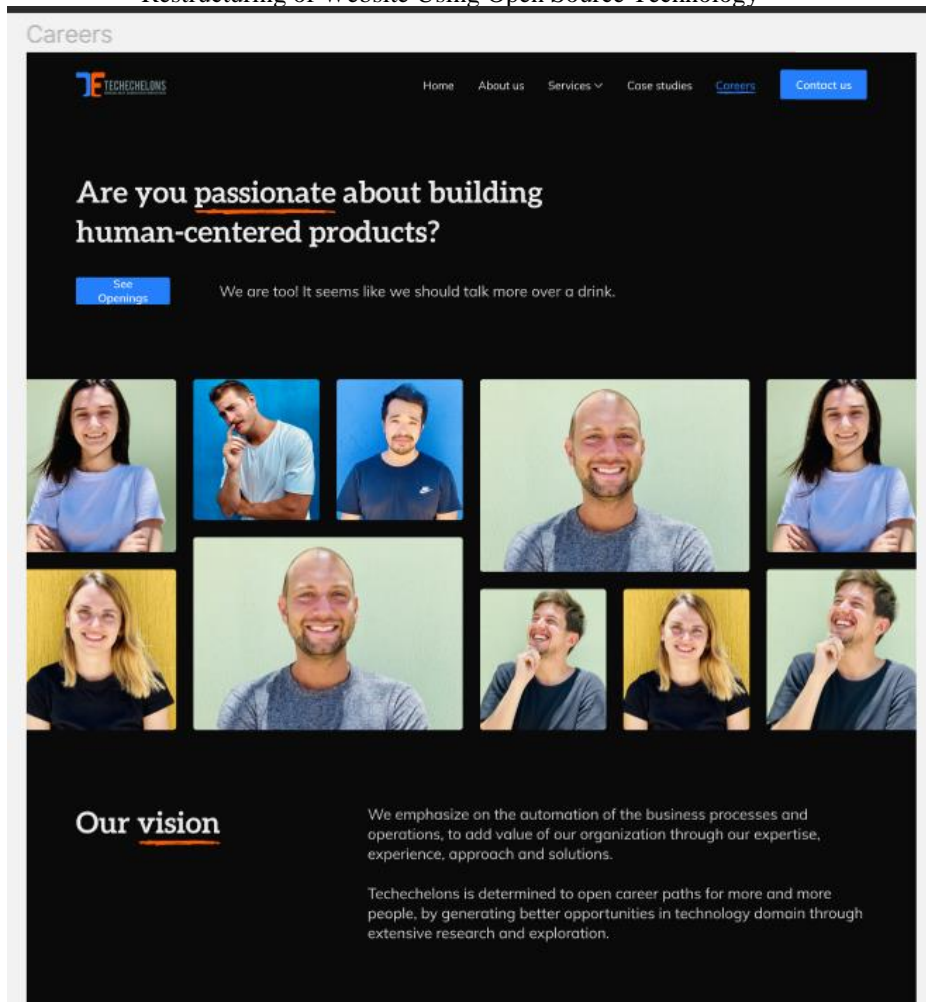 Restructuring of Website Using Open Source Technology
Careers
TECHECHELONS
Home About us Services Case studies Careers Contact us
Are you passionate about building
human-centered products?
See
Openings
We are too! It seems like we should talk more over a drink.
Our vision
We emphasize on the automation of the business processes and
operations, to add value of our organization through our expertise,
experience, approach and solutions.
Techechelons is determined to open career paths for more and more
people, by generating better opportunities in technology domain through
extensive research and exploration.